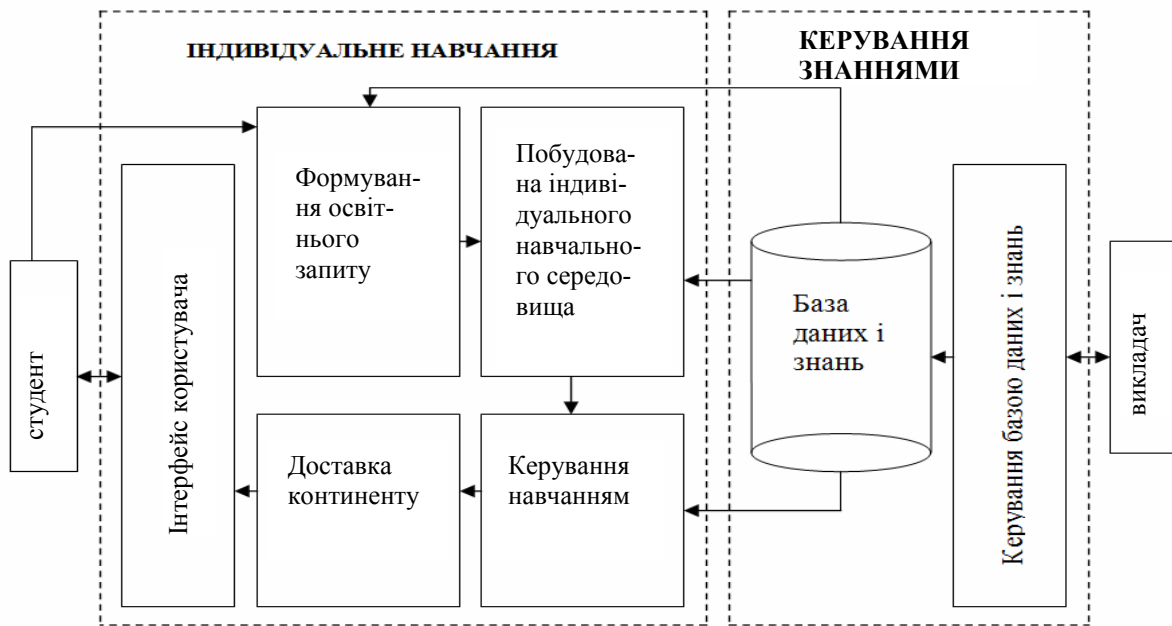 ІНДИВІДУАЛЬНЕ НАВЧАННЯ
КЕРУВАННЯ
ЗНАННЯМИ
студент
Інтерфейс користувача
Формуван-
ня освіт-
нього
запиту
Побудова-
на індиві-
дуального
навчально-
го середо-
вища
Доставка
континенту
Керування
навчанням
База
даних і
знань
Керування базою даних і знань
викладач